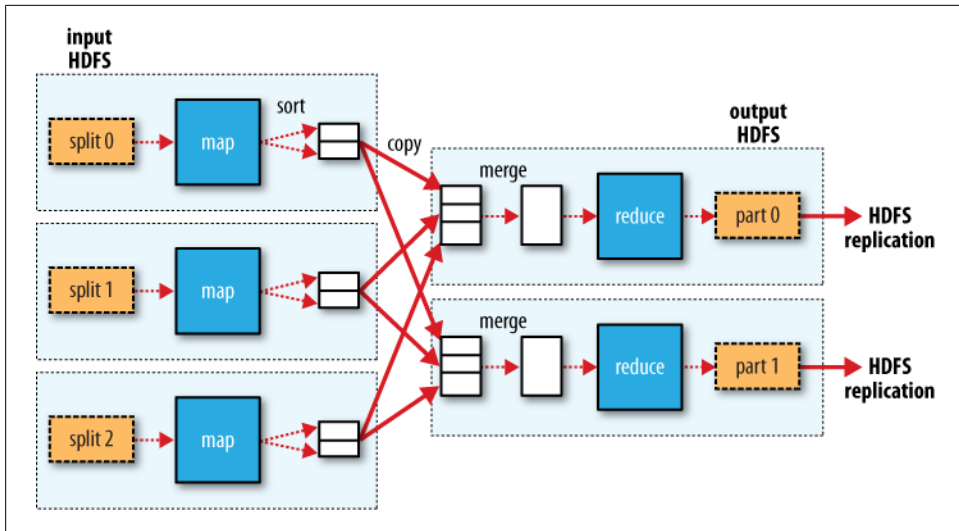 input
HDFS
split 0
map
sort
copy
split 1
map
split 2
map
output
HDFS
merge
reduce
part 0
HDFS
replication
merge
reduce
part 1
HDFS
replication